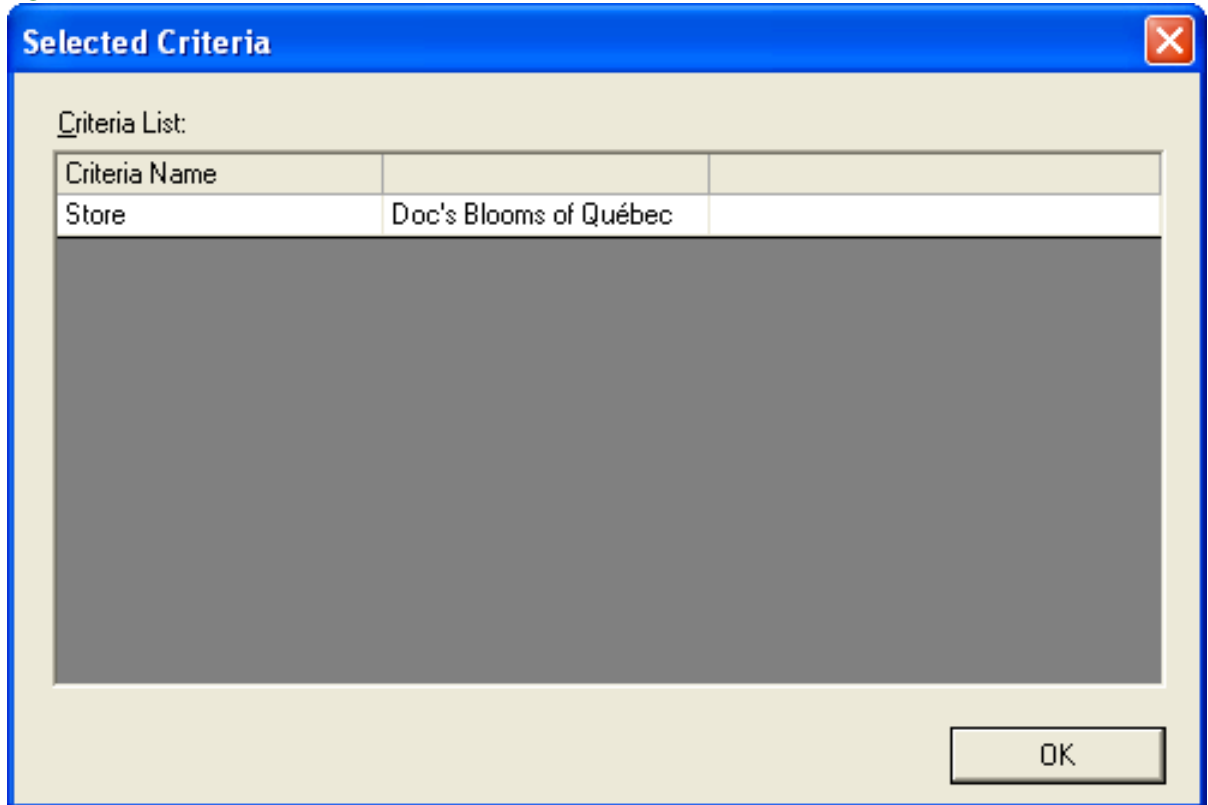 Selected Criteria
Criteria List:
Criteria Name
Store Doc's Blooms of Québec
OK